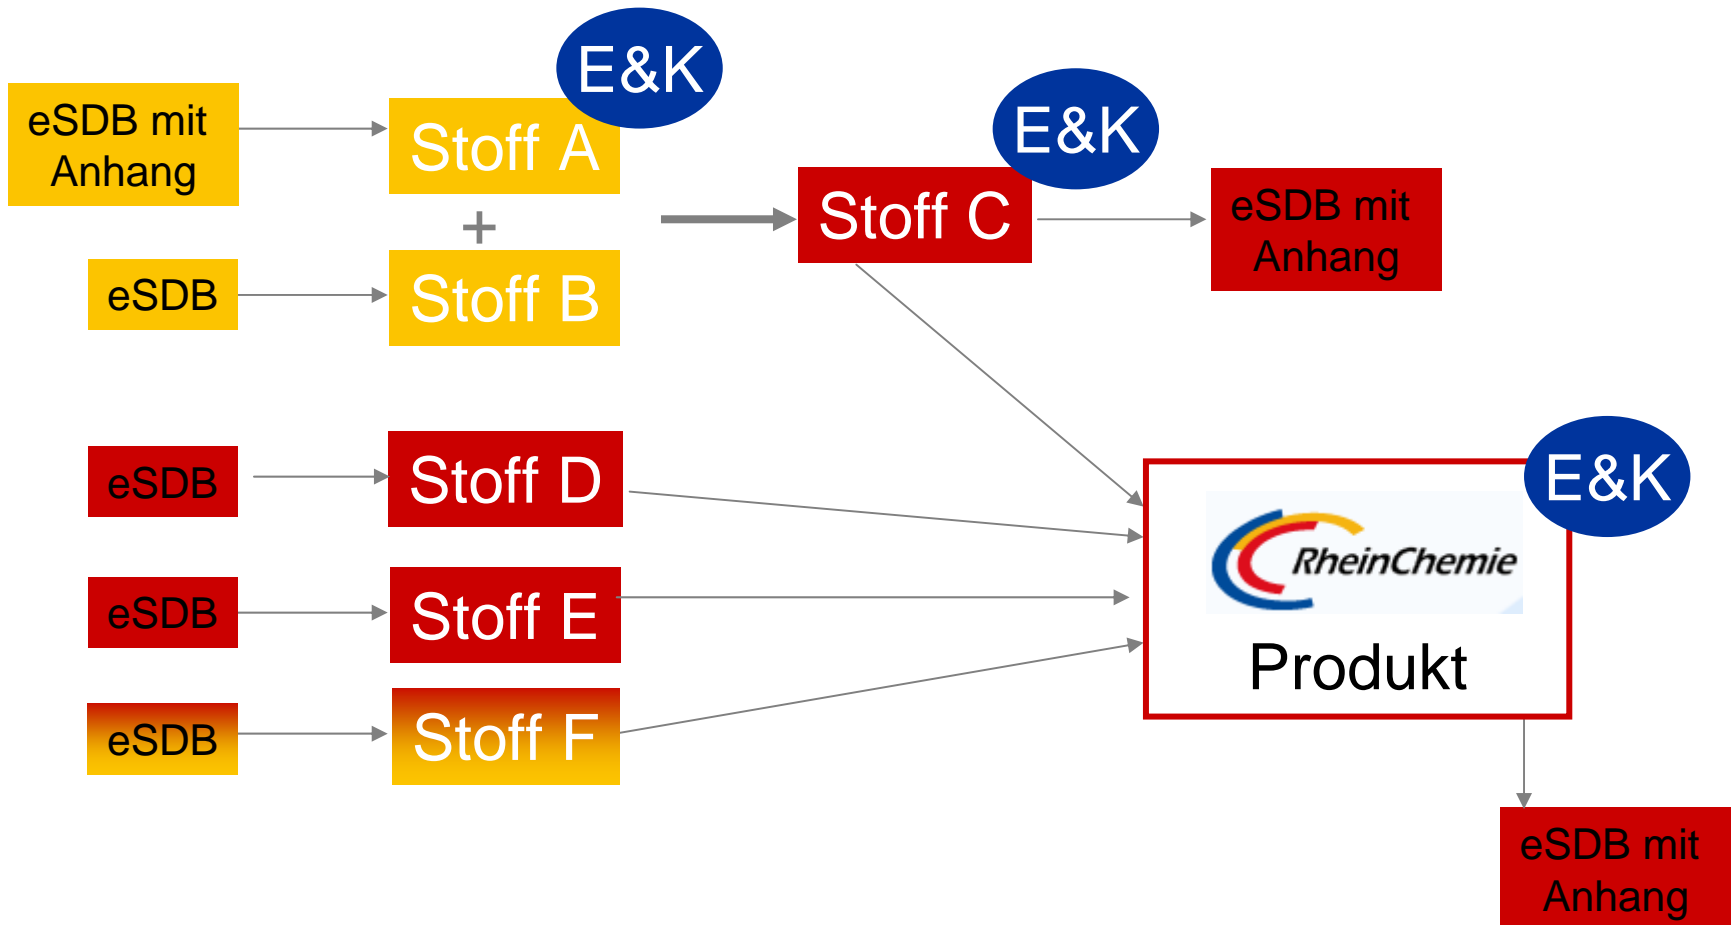 E&K
eSDB mit
Anhang
Stoff A
E&K
+
Stoff C
eSDB mit
Anhang
eSDB
Stoff B
eSDB
Stoff D
E&K
RheinChemie
eSDB
Stoff E
Produkt
eSDB
Stoff F
eSDB mit
Anhang